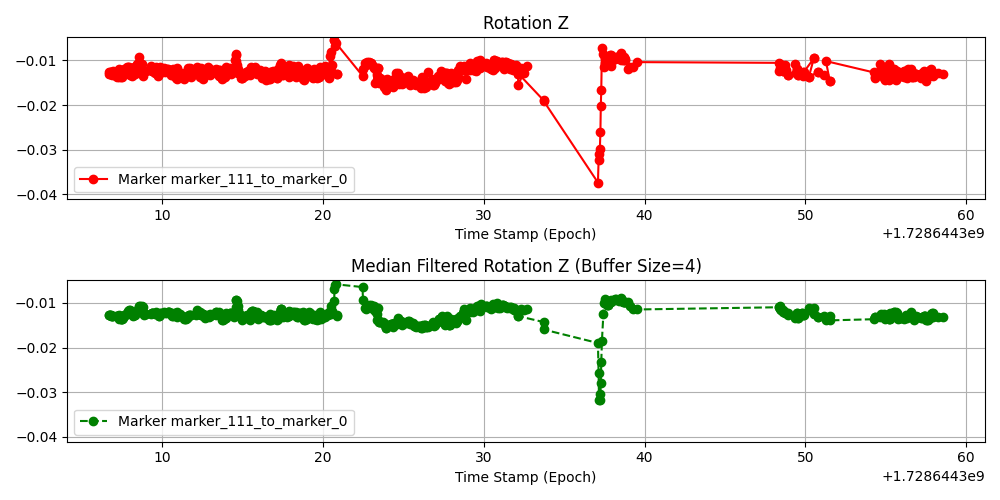 Rotation Z
−0.01
−0.02
−0.03
−0.04
Marker marker_111_to_marker_0
10 20 30 40 50 60
Time Stamp (Epoch)
+1.7286443e9
Median Filtered Rotation Z (Buffer Size=4)
−0.01
−0.02
−0.03
−0.04
Marker marker_111_to_marker_0
10 20 30 40 50 60
Time Stamp (Epoch)
+1.7286443e9